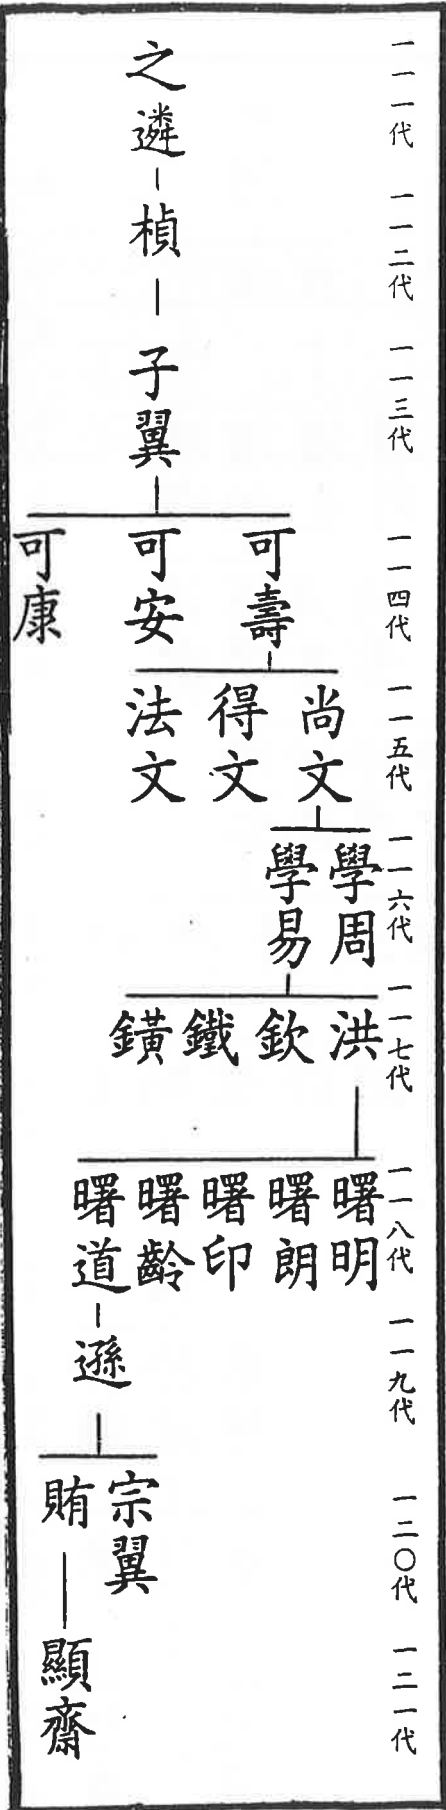 一一一代
一一二代
一一三代
一一四代
一一五代
一一六代
一一七代
一一八代
一一九代
一二〇代
一二一代
之遴
楨
子翼
可壽
可安
可康
尚文
得文
法文
學周
學易
洪
欽
鐵
鐄
曙明
曙朗
曙印
曙齡
曙道
遜
宗翼
賄
顯齋